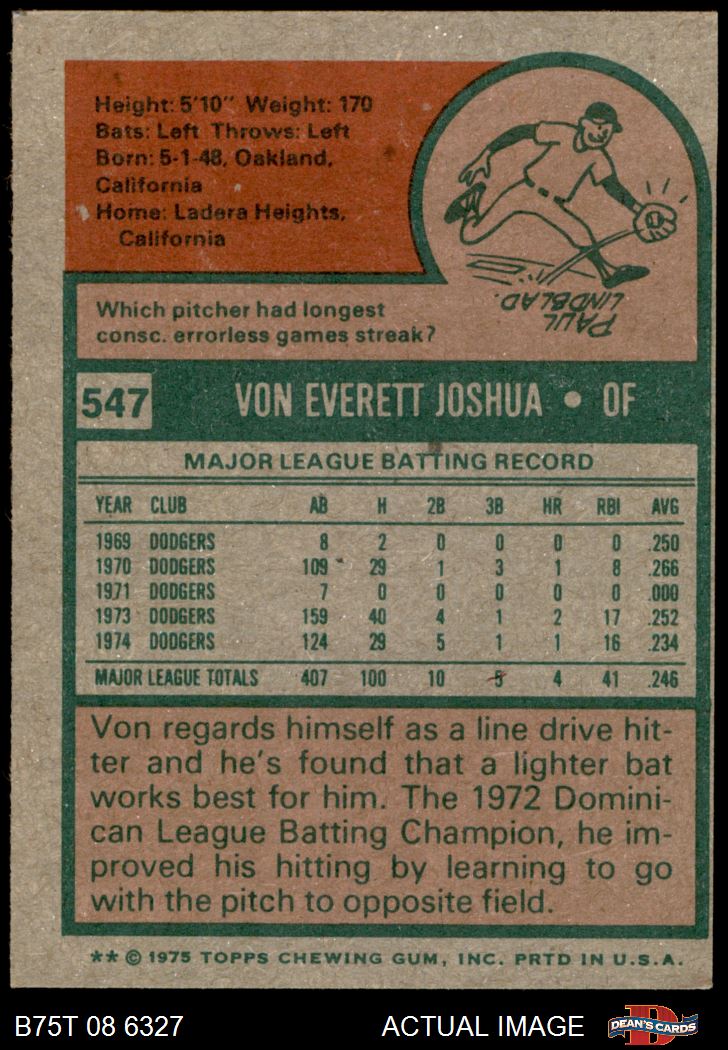 Height: 5'10" Weight: 170
Bats: Left Throws: Left
Born: 5-1-48, Oakland,
California
Home: Ladera Heights,
California
PAUL
LINDBLAD.
Which pitcher had longest
consc. errorless games streak?
547 VON EVERETT JOSHUA • OF
MAJOR LEAGUE BATTING RECORD
YEAR CLUB AB H 2B 3B HR RBI AVG
1969 DODGERS 8 2 0 0 0 0 .250
1970 DODGERS 109 29 1 3 1 8 .266
1971 DODGERS 7 0 0 0 0 0 .000
1973 DODGERS 159 40 4 1 2 17 .252
1974 DODGERS 124 29 5 1 1 16 .234
MAJOR LEAGUE TOTALS 407 100 10 5 4 41 .246
Von regards himself as a line drive hit-
ter and he's found that a lighter bat
works best for him. The 1972 Domini-
can League Batting Champion, he im-
proved his hitting by learning to go
with the pitch to opposite field.
** © 1975 TOPPS CHEWING GUM, INC. PRTD IN U.S.A.
B75T 08 6327 ACTUAL IMAGE DEAN'S CARDS